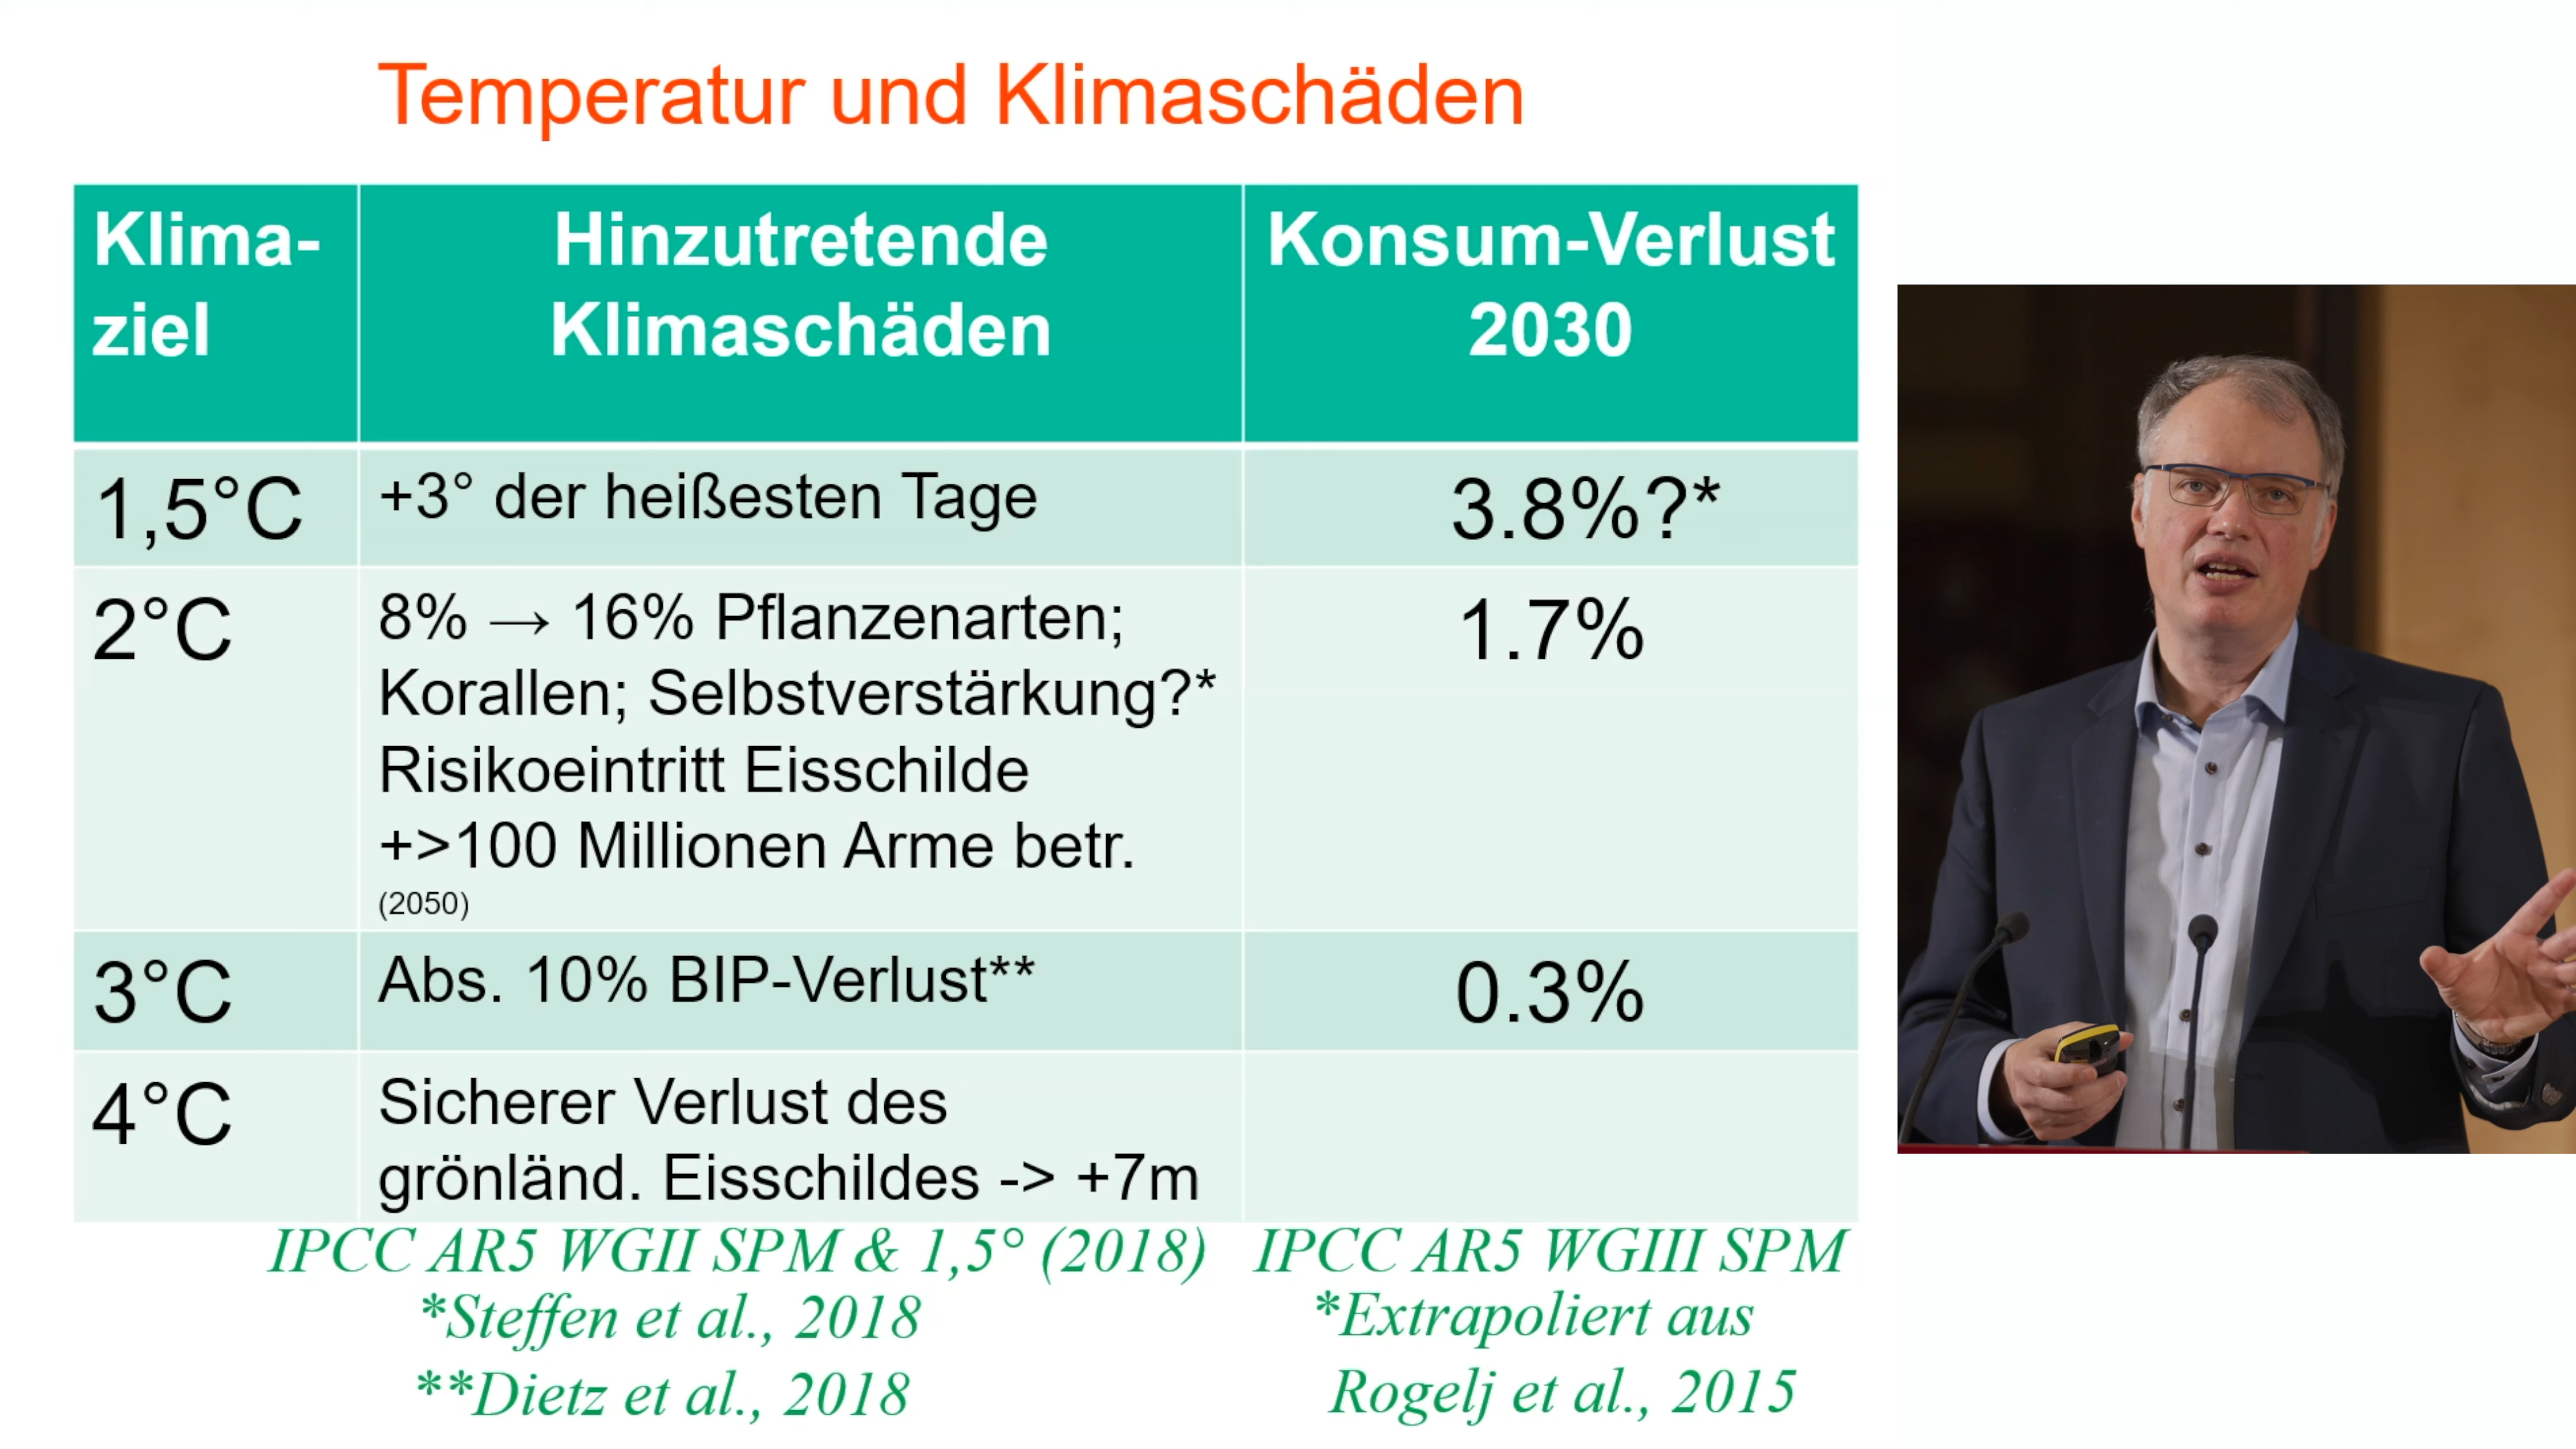 Temperatur und Klimaschäden
Klima-
ziel
Hinzutretende
Klimaschäden
Konsum-Verlust
2030
1,5°C
+3° der heißesten Tage
3.8%?*
2°C
8% → 16% Pflanzenarten;
Korallen; Selbstverstärkung?*
Risikoeintritt Eisschilde
+>100 Millionen Arme betr.
(2050)
1.7%
3°C
Abs. 10% BIP-Verlust**
0.3%
4°C
Sicherer Verlust des
grönländ. Eisschildes -> +7m
IPCC AR5 WGII SPM & 1,5° (2018)
*Steffen et al., 2018
**Dietz et al., 2018
IPCC AR5 WGIII SPM
*Extrapoliert aus
Rogelj et al., 2015